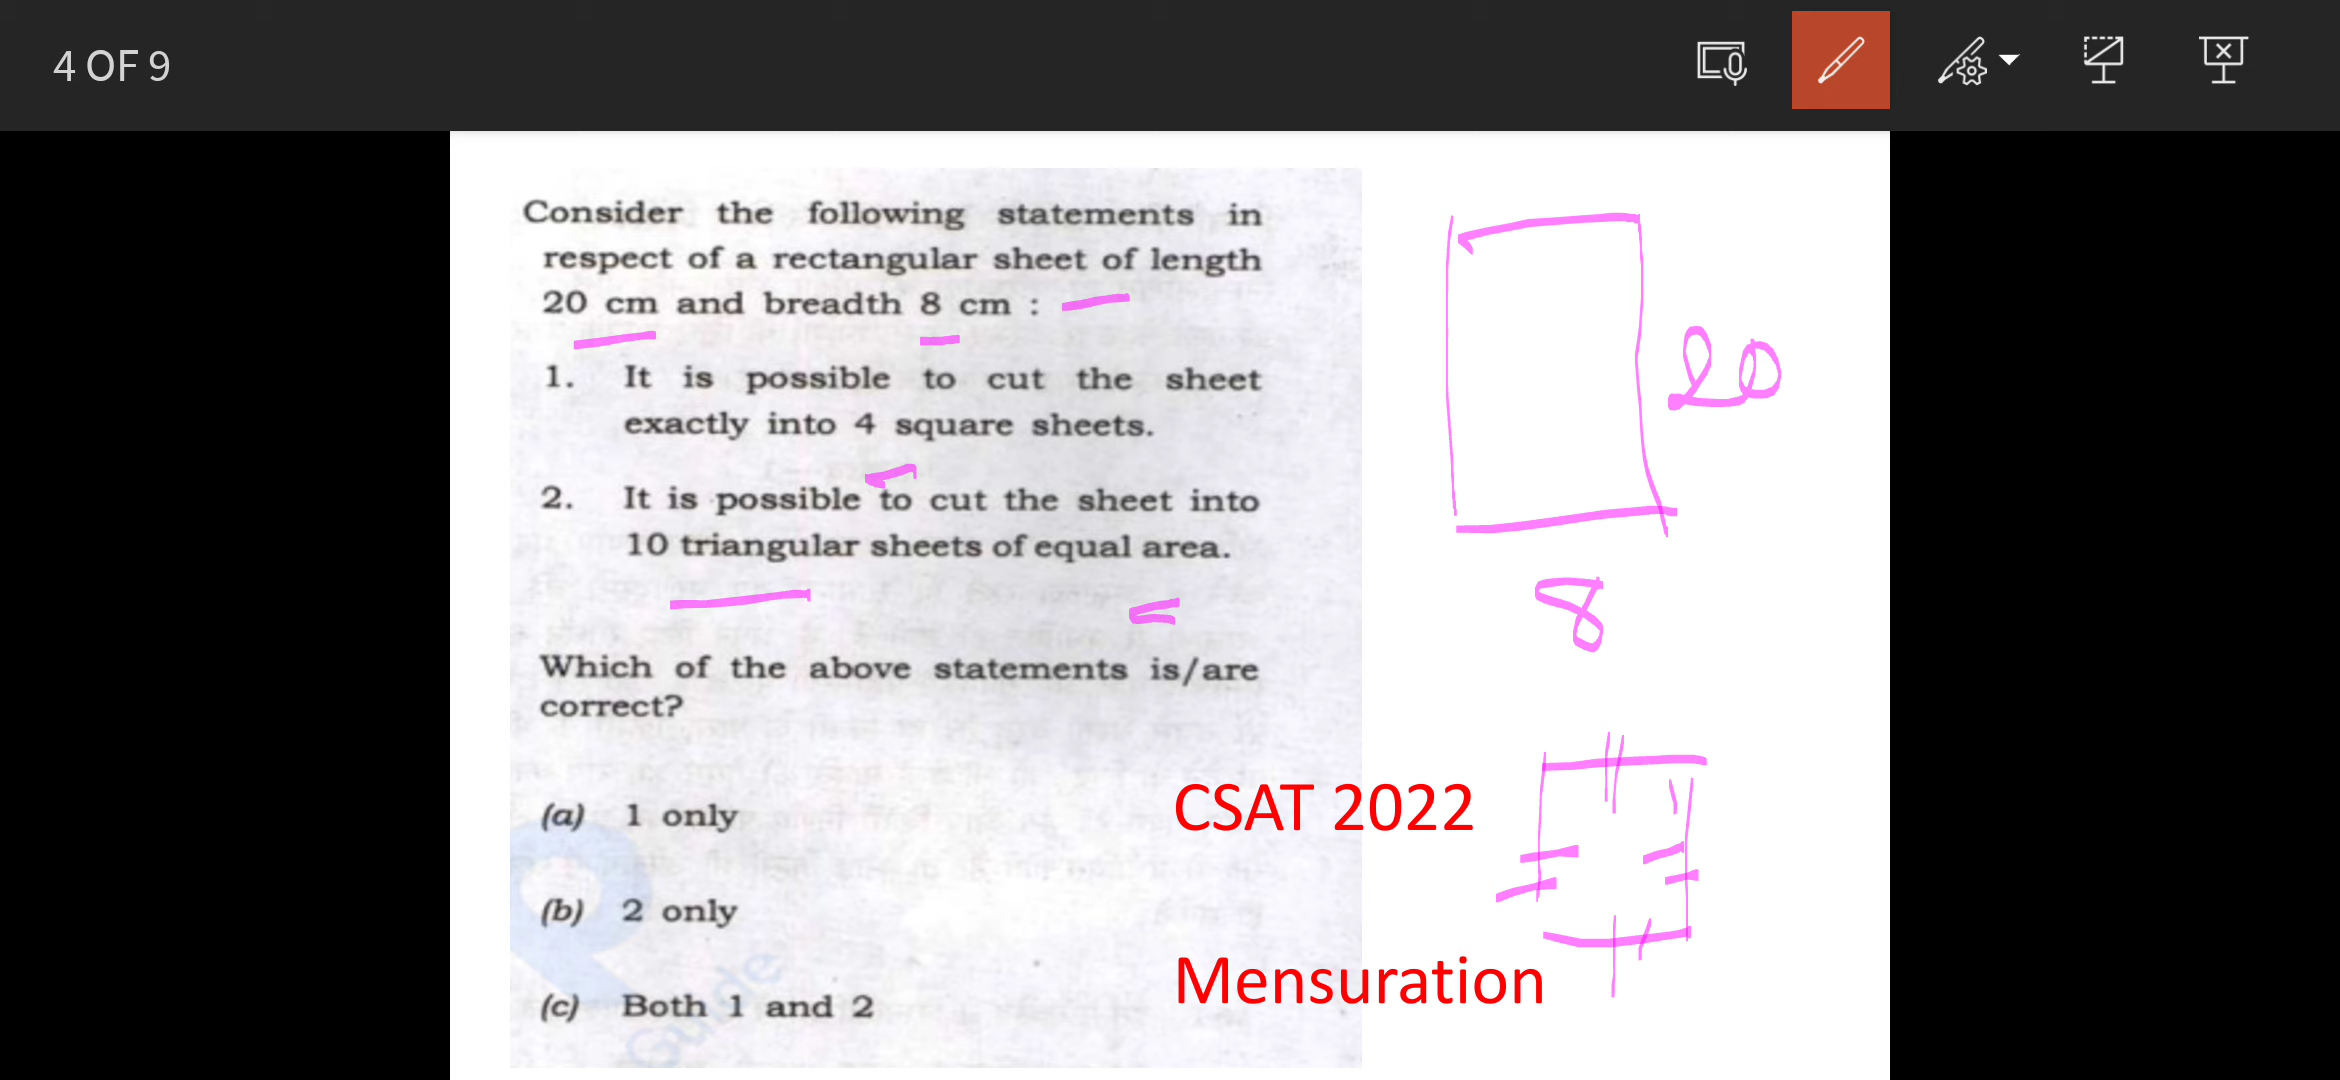 4 OF 9
Consider the following statements in
respect of a rectangular sheet of length
20 cm and breadth 8 cm :
1. It is possible to cut the sheet
exactly into 4 square sheets.
2. It is possible to cut the sheet into
10 triangular sheets of equal area.
Which of the above statements is/are
correct?
(a) 1 only
(b) 2 only
(c) Both 1 and 2
Guide
20
8
CSAT 2022
Mensuration